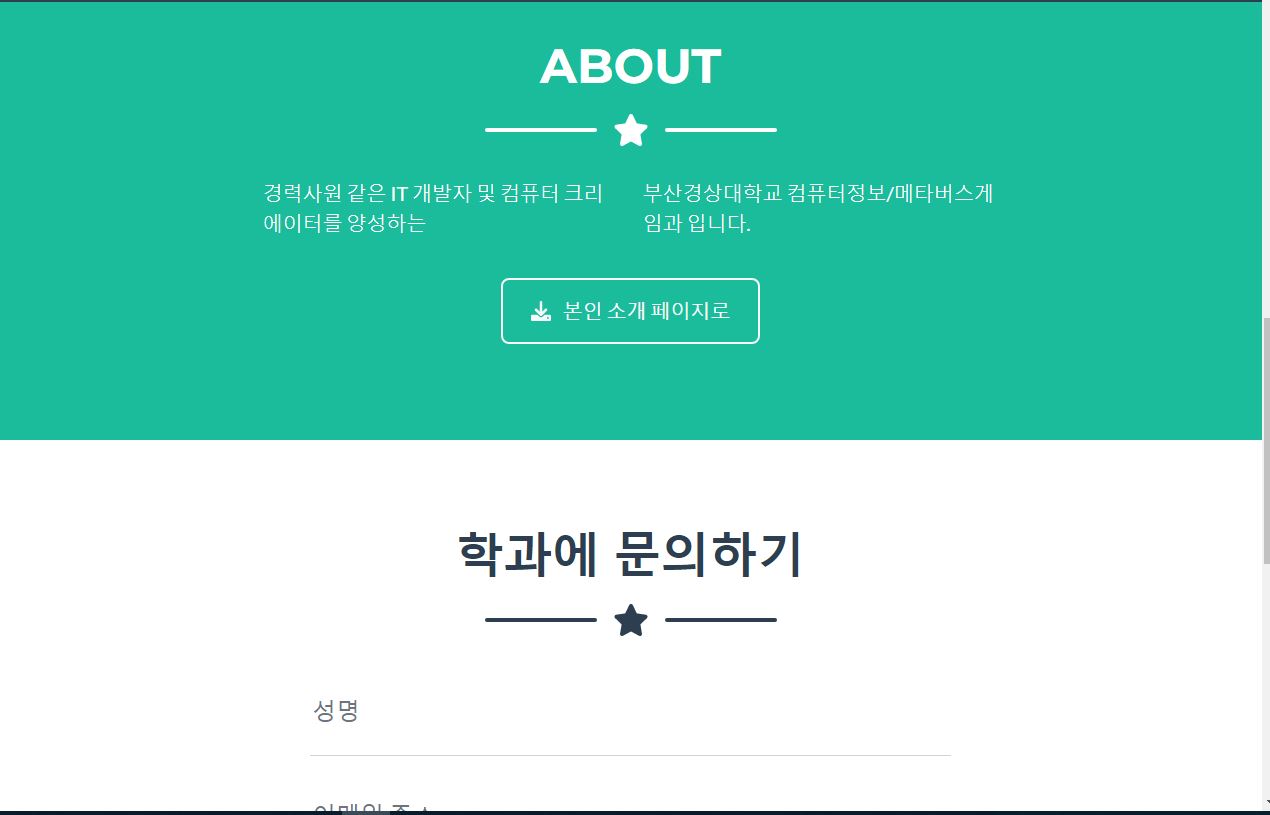 ABOUT
경력사원 같은 IT 개발자 및 컴퓨터 크리
에이터를 양성하는
부산경상대학교 컴퓨터정보/메타버스게
임과 입니다.
본인 소개 페이지로
학과에 문의하기
성명